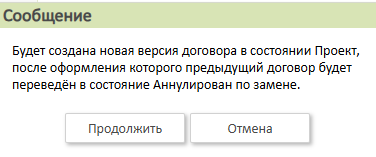 Сообщение
Будет создана новая версия договора в состоянии Проект,
после оформления которого предыдущий договор будет
переведён в состояние Аннулирован по замене.
Продолжить
Отмена